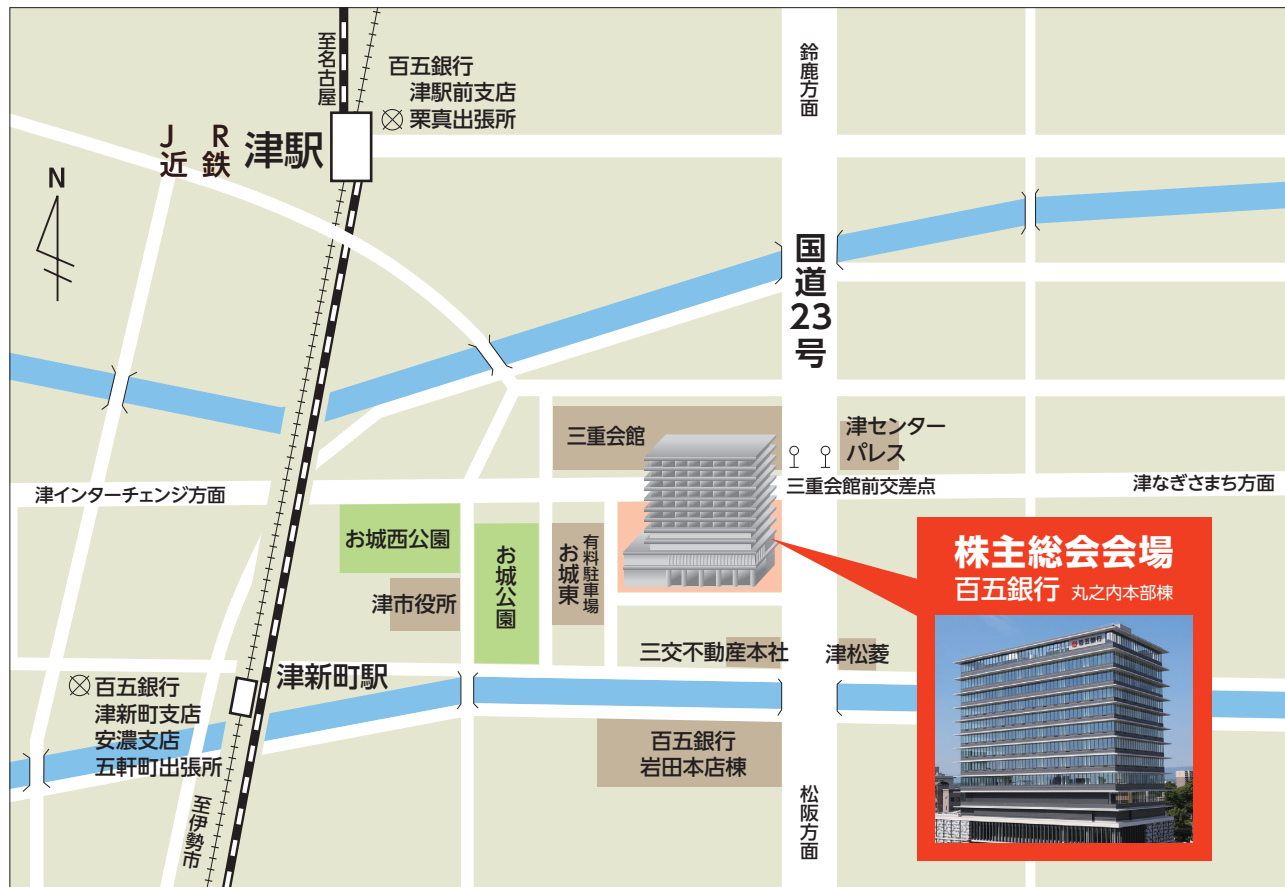 至名古屋
百五銀行
津駅前支店
栗真出張所
鈴鹿方面
JR
近鉄
津駅
N
国道23号
三重会館
津センター
パレス
津インターチェンジ方面
三重会館前交差点
津なぎさまち方面
お城西公園
お城公園
お城東
有料駐車場
津市役所
株主総会会場
百五銀行 丸之内本部棟
百五銀行
三交不動産本社
津松菱
津新町駅
百五銀行
津新町支店
安濃支店
五軒町出張所
百五銀行
岩田本店棟
至伊勢市
松阪方面